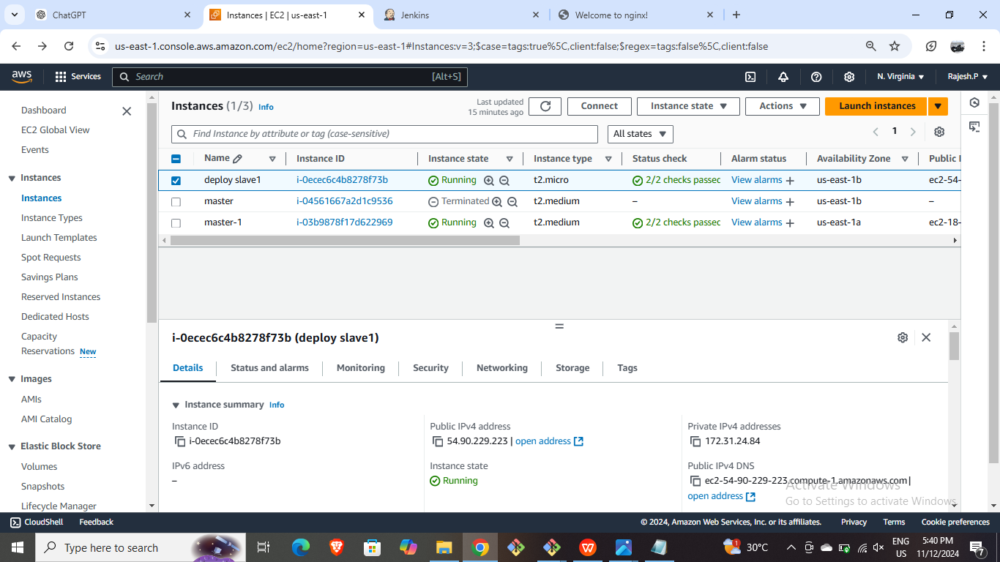 ChatGPT
Instances | EC2 | us-east-1
Jenkins
Welcome to nginx!
us-east-1.console.aws.amazon.com/ec2/home?region=us-east-1#Instances:v=3;$case=tags:true%5C,client:false;$regex=tags:false%5C,client:false
aws
Services
Search
[Alt+S]
N. Virginia
Rajesh.P
Dashboard
EC2 Global View
Events
Instances
Instances
Instance Types
Launch Templates
Spot Requests
Savings Plans
Reserved Instances
Dedicated Hosts
Capacity
Reservations New
Images
AMIs
AMI Catalog
Elastic Block Store
Volumes
Snapshots
Lifecycle Manager
Instances (1/3) Info
Last updated
15 minutes ago
Connect
Instance state
Actions
Launch instances
Find Instance by attribute or tag (case-sensitive)
All states
1
Name Instance ID Instance state Instance type Status check Alarm status Availability Zone Public I
deploy slave1 i-0ecec6c4b8278f73b Running t2.micro 2/2 checks passec View alarms + us-east-1b ec2-54-
master i-04561667a2d1c9536 Terminated t2.medium – View alarms + us-east-1b –
master-1 i-03b9878f17d622969 Running t2.medium 2/2 checks passec View alarms + us-east-1a ec2-18-
i-0ecec6c4b8278f73b (deploy slave1)
Details Status and alarms Monitoring Security Networking Storage Tags
Instance summary Info
Instance ID
i-0ecec6c4b8278f73b
Public IPv4 address
54.90.229.223 | open address
Private IPv4 addresses
172.31.24.84
IPv6 address
–
Instance state
Running
Public IPv4 DNS
ec2-54-90-229-223.compute-1.amazonaws.com |
open address
Activate Windows
Go to Settings to activate Windows.
CloudShell
Feedback
© 2024, Amazon Web Services, Inc. or its affiliates.
Privacy
Terms
Cookie preferences
Type here to search
30°C
ENG
US
5:40 PM
11/12/2024
7